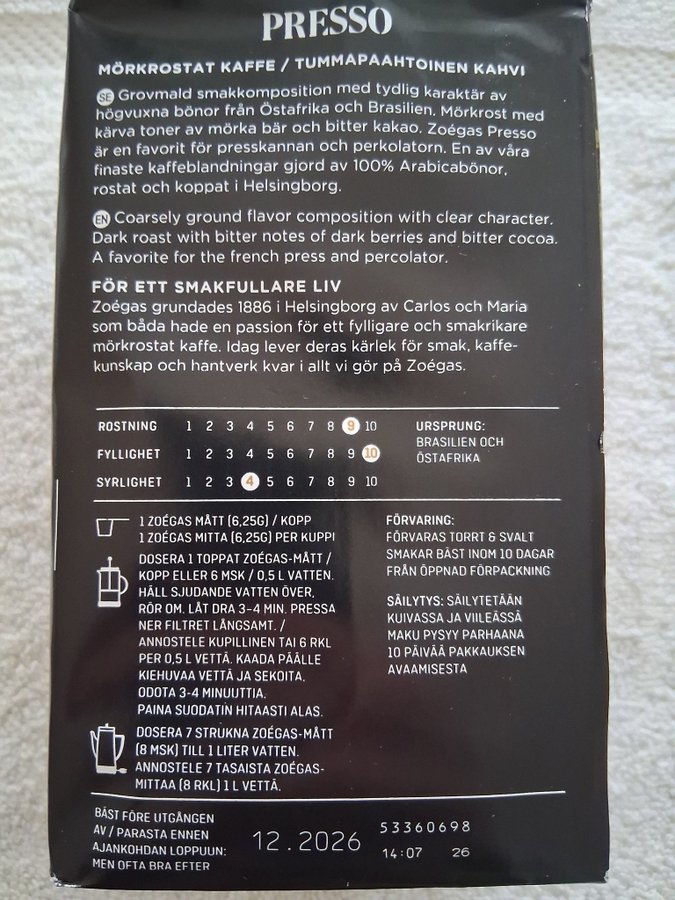 PRESSO
MÖRKROSTAT KAFFE / TUMMAPAAHTOINEN KAHVI
SE Grovmald smakkomposition med tydlig karaktär av
högvuxna bönor från Östafrika och Brasilien. Mörkrost med
kärva toner av mörka bär och bitter kakao. Zoégas Presso
är en favorit för presskannan och perkolatorn. En av våra
finaste kaffeblandningar gjord av 100% Arabicabönor,
rostat och koppat i Helsingborg.
EN Coarsely ground flavor composition with clear character.
Dark roast with bitter notes of dark berries and bitter cocoa.
A favorite for the french press and percolator.
FÖR ETT SMAKFULLARE LIV
Zoégas grundades 1886 i Helsingborg av Carlos och Maria
som båda hade en passion för ett fylligare och smakrikare
mörkrostat kaffe. Idag lever deras kärlek för smak, kaffe-
kunskap och hantverk kvar i allt vi gör på Zoégas.
ROSTNING 1 2 3 4 5 6 7 8 9 10
FYLLIGHET 1 2 3 4 5 6 7 8 9 10
SYRLIGHET 1 2 3 4 5 6 7 8 9 10
URSPRUNG:
BRASILIEN OCH
ÖSTAFRIKA
1 ZOÉGAS MÅTT (6,25G) / KOPP
1 ZOÉGAS MITTA (6,25G) PER KUPPI
DOSERA 1 TOPPAT ZOÉGAS-MÅTT /
KOPP ELLER 6 MSK / 0,5 L VATTEN.
HÄLL SJUDANDE VATTEN ÖVER,
RÖR OM. LÅT DRA 3-4 MIN. PRESSA
NER FILTRET LÅNGSAMT. /
ANNOSTELE KUPILLINEN TAI 6 RKL
PER 0,5 L VETTÄ. KAADA PÄÄLLE
KIEHUVAA VETTÄ JA SEKOITA.
ODOTA 3-4 MINUUTTIA.
PAINA SUODATIN HITAASTI ALAS.
DOSERA 7 STRUKNA ZOÉGAS-MÅTT
(8 MSK) TILL 1 LITER VATTEN.
ANNOSTELE 7 TASAISTA ZOÉGAS-
MITTAA (8 RKL) 1 L VETTÄ.
FÖRVARING:
FÖRVARAS TORRT & SVALT
SMAKAR BÄST INOM 10 DAGAR
FRÅN ÖPPNAD FÖRPACKNING
SÄILYTYS: SÄILYTETÄÄN
KUIVASSA JA VIILEÄSSÄ
MAKU PYSYY PARHAANA
10 PÄIVÄÄ PAKKAUKSEN
AVAAMISESTA
BÄST FÖRE UTGÅNGEN
AV / PARASTA ENNEN
AJANKOHDAN LOPPUUN:
MEN OFTA BRA EFTER
12.2026
53360698
14:07 26